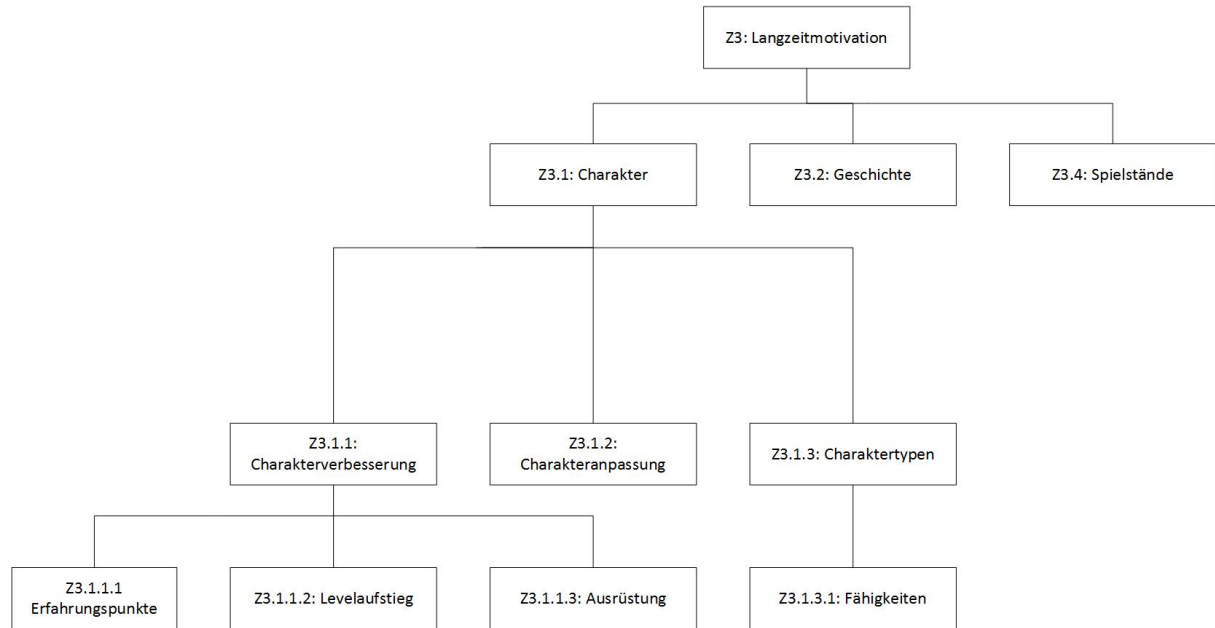 Z3: Langzeitmotivation
Z3.1: Charakter
Z3.2: Geschichte
Z3.4: Spielstände
Z3.1.1:
Charakterverbesserung
Z3.1.2:
Charakteranpassung
Z3.1.3: Charaktertypen
Z3.1.1.1
Erfahrungspunkte
Z3.1.1.2: Levelaufstieg
Z3.1.1.3: Ausrüstung
Z3.1.3.1: Fähigkeiten